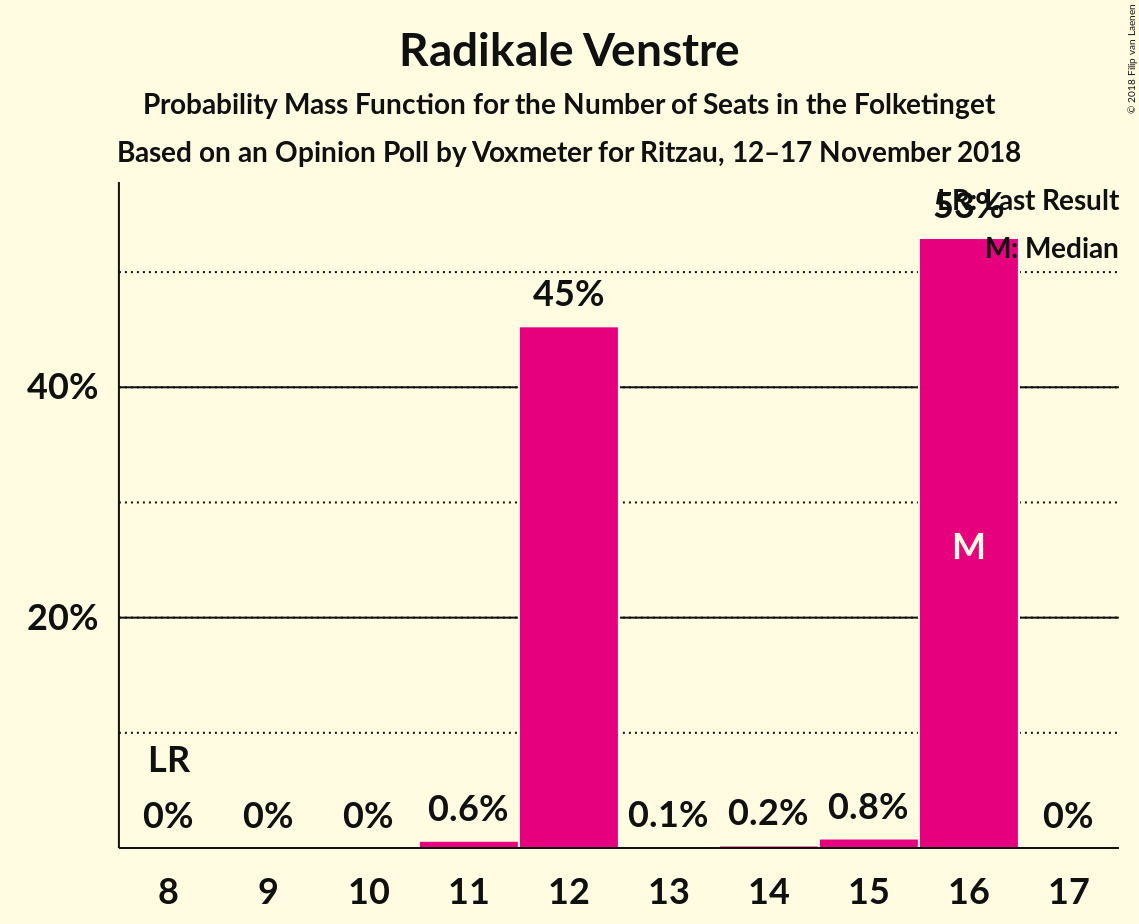 Radikale Venstre
Probability Mass Function for the Number of Seats in the Folketinget
Based on an Opinion Poll by Voxmeter for Ritzau, 12–17 November 2018
© 2018 Filip van Laenen
LR: Last Result
M: Median
53%
45%
40%
M
20%
LR
0% 0% 0% 0.6% 0.1% 0.2% 0.8% 0%
8 9 10 11 12 13 14 15 16 17